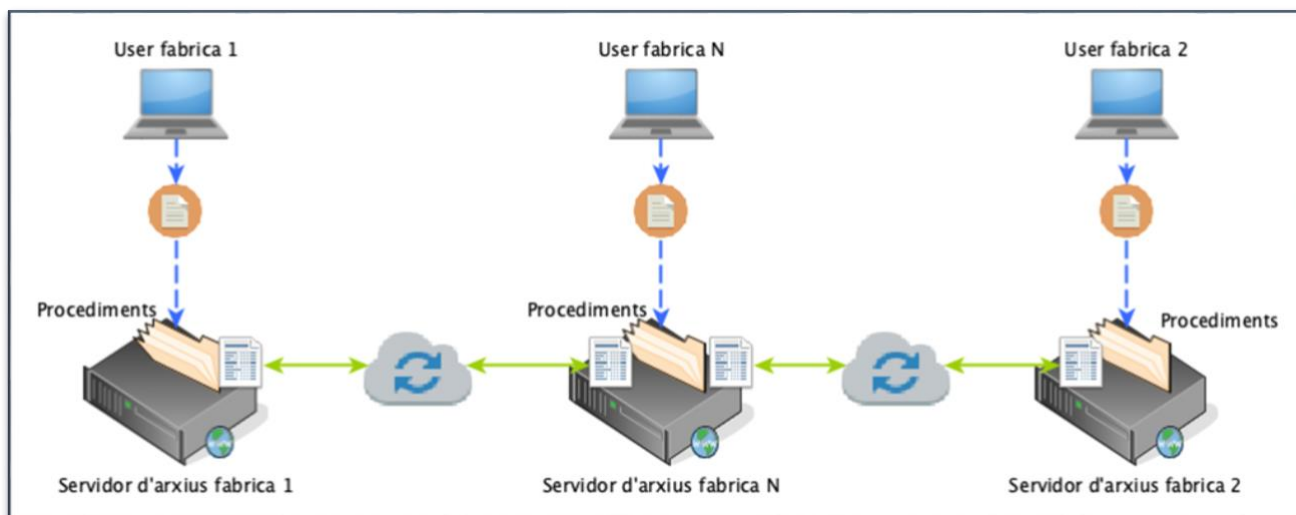 User fabrica 1
User fabrica N
User fabrica 2
Procediments
Procediments
Procediments
Servidor d'arxius fabrica 1
Servidor d'arxius fabrica N
Servidor d'arxius fabrica 2